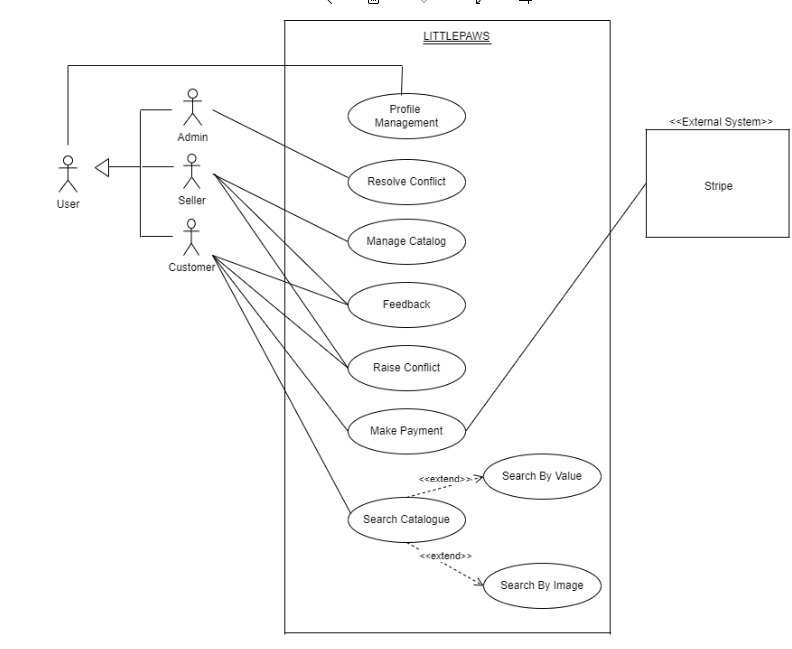 LITTLEPAWS
Profile
Management
Admin
<<External System>>
Stripe
Resolve Conflict
Seller
User
Manage Catalog
Customer
Feedback
Raise Conflict
Make Payment
<<extend>>
Search By Value
Search Catalogue
<<extend>>
Search By Image